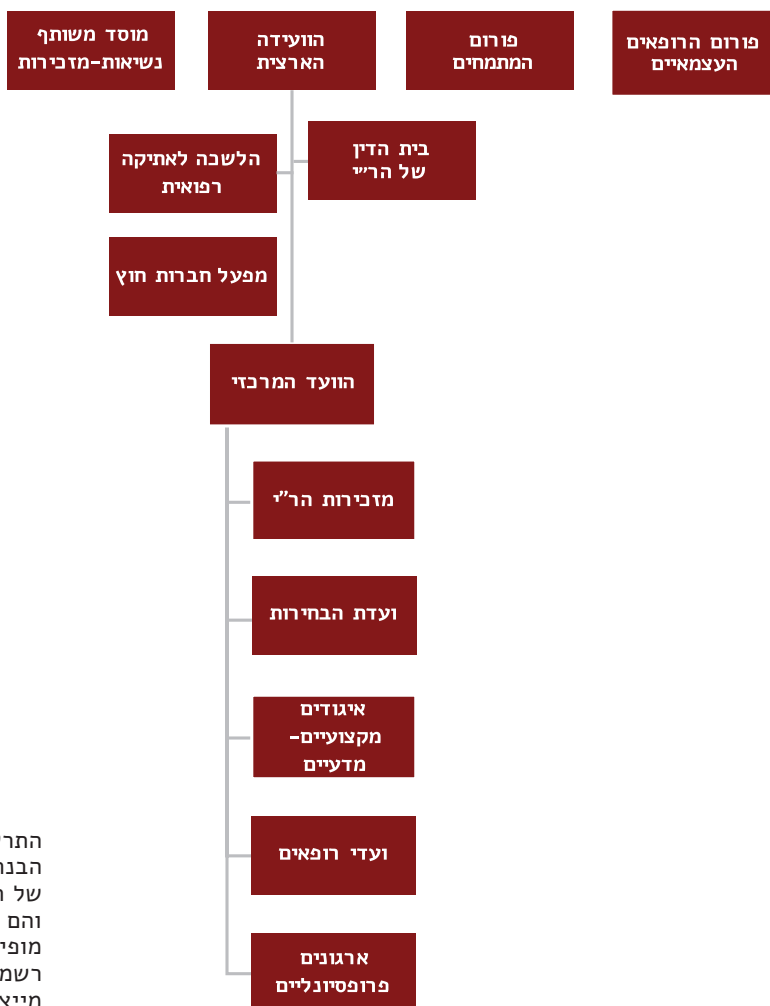 פורום הרופאים
העצמאיים
פורום
המתמחים
הוועידה
הארצית
מוסד משותף
נשיאות-מזכירות
בית הדין
של הר״י
הלשכה לאתיקה
רפואית
מפעל חברות חוץ
הוועד המרכזי
מזכירות הר״י
ועדת הבחירות
איגודים
מקצועיים-
מדעיים
ועדי רופאים
ארגונים
פרופסיונליים
והם